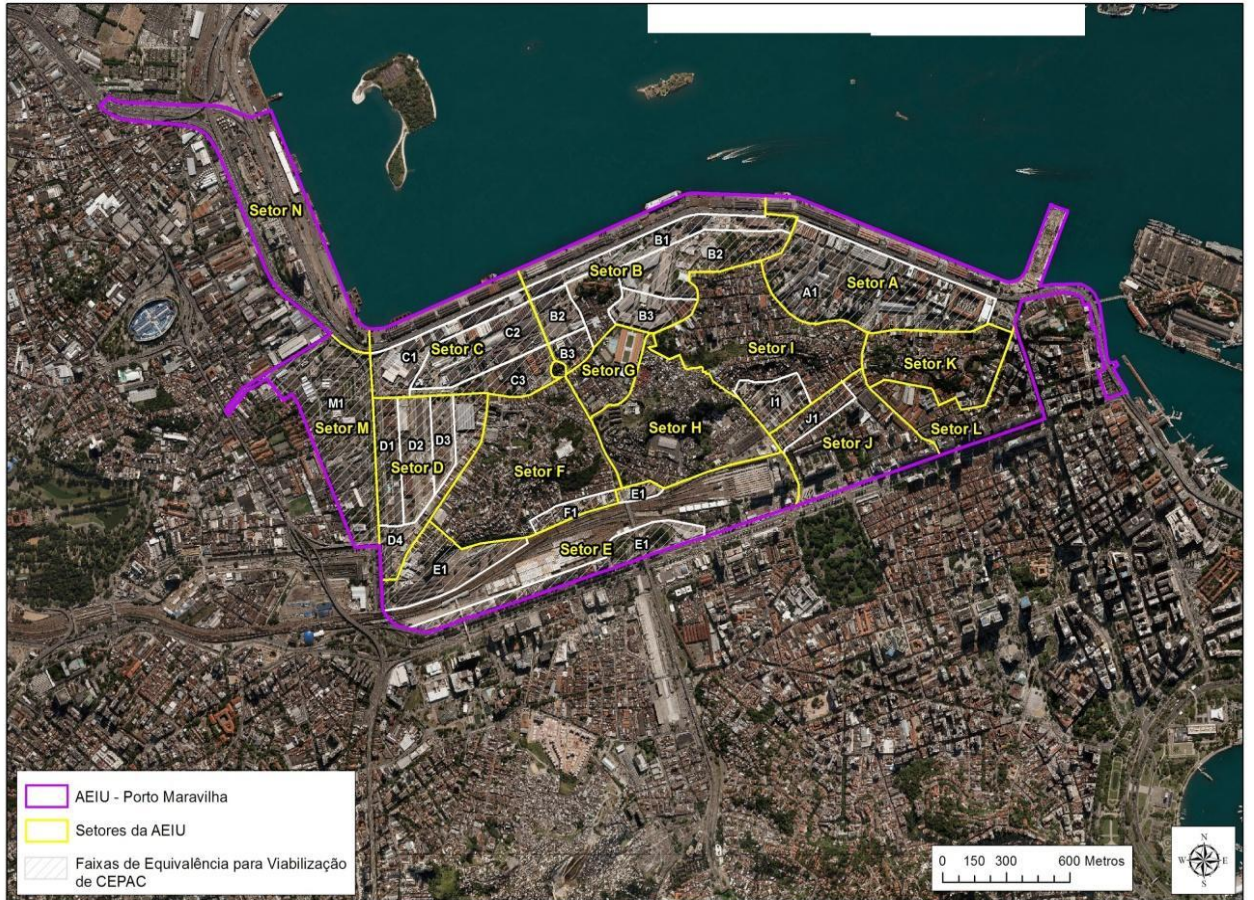 Setor N
B1
B2
Setor B
A1
Setor A
B2
B3
C2
Setor C
C1
B3
Setor G
Setor I
Setor K
C3
M1
I1
J1
Setor M
D1
D2
D3
Setor H
Setor J
Setor L
Setor D
Setor F
E1
F1
D4
Setor E
E1
E1
AEIU - Porto Maravilha
Setores da AEIU
Faixas de Equivalência para Viabilização
de CEPAC
0 150 300 600 Metros
N
W E
S